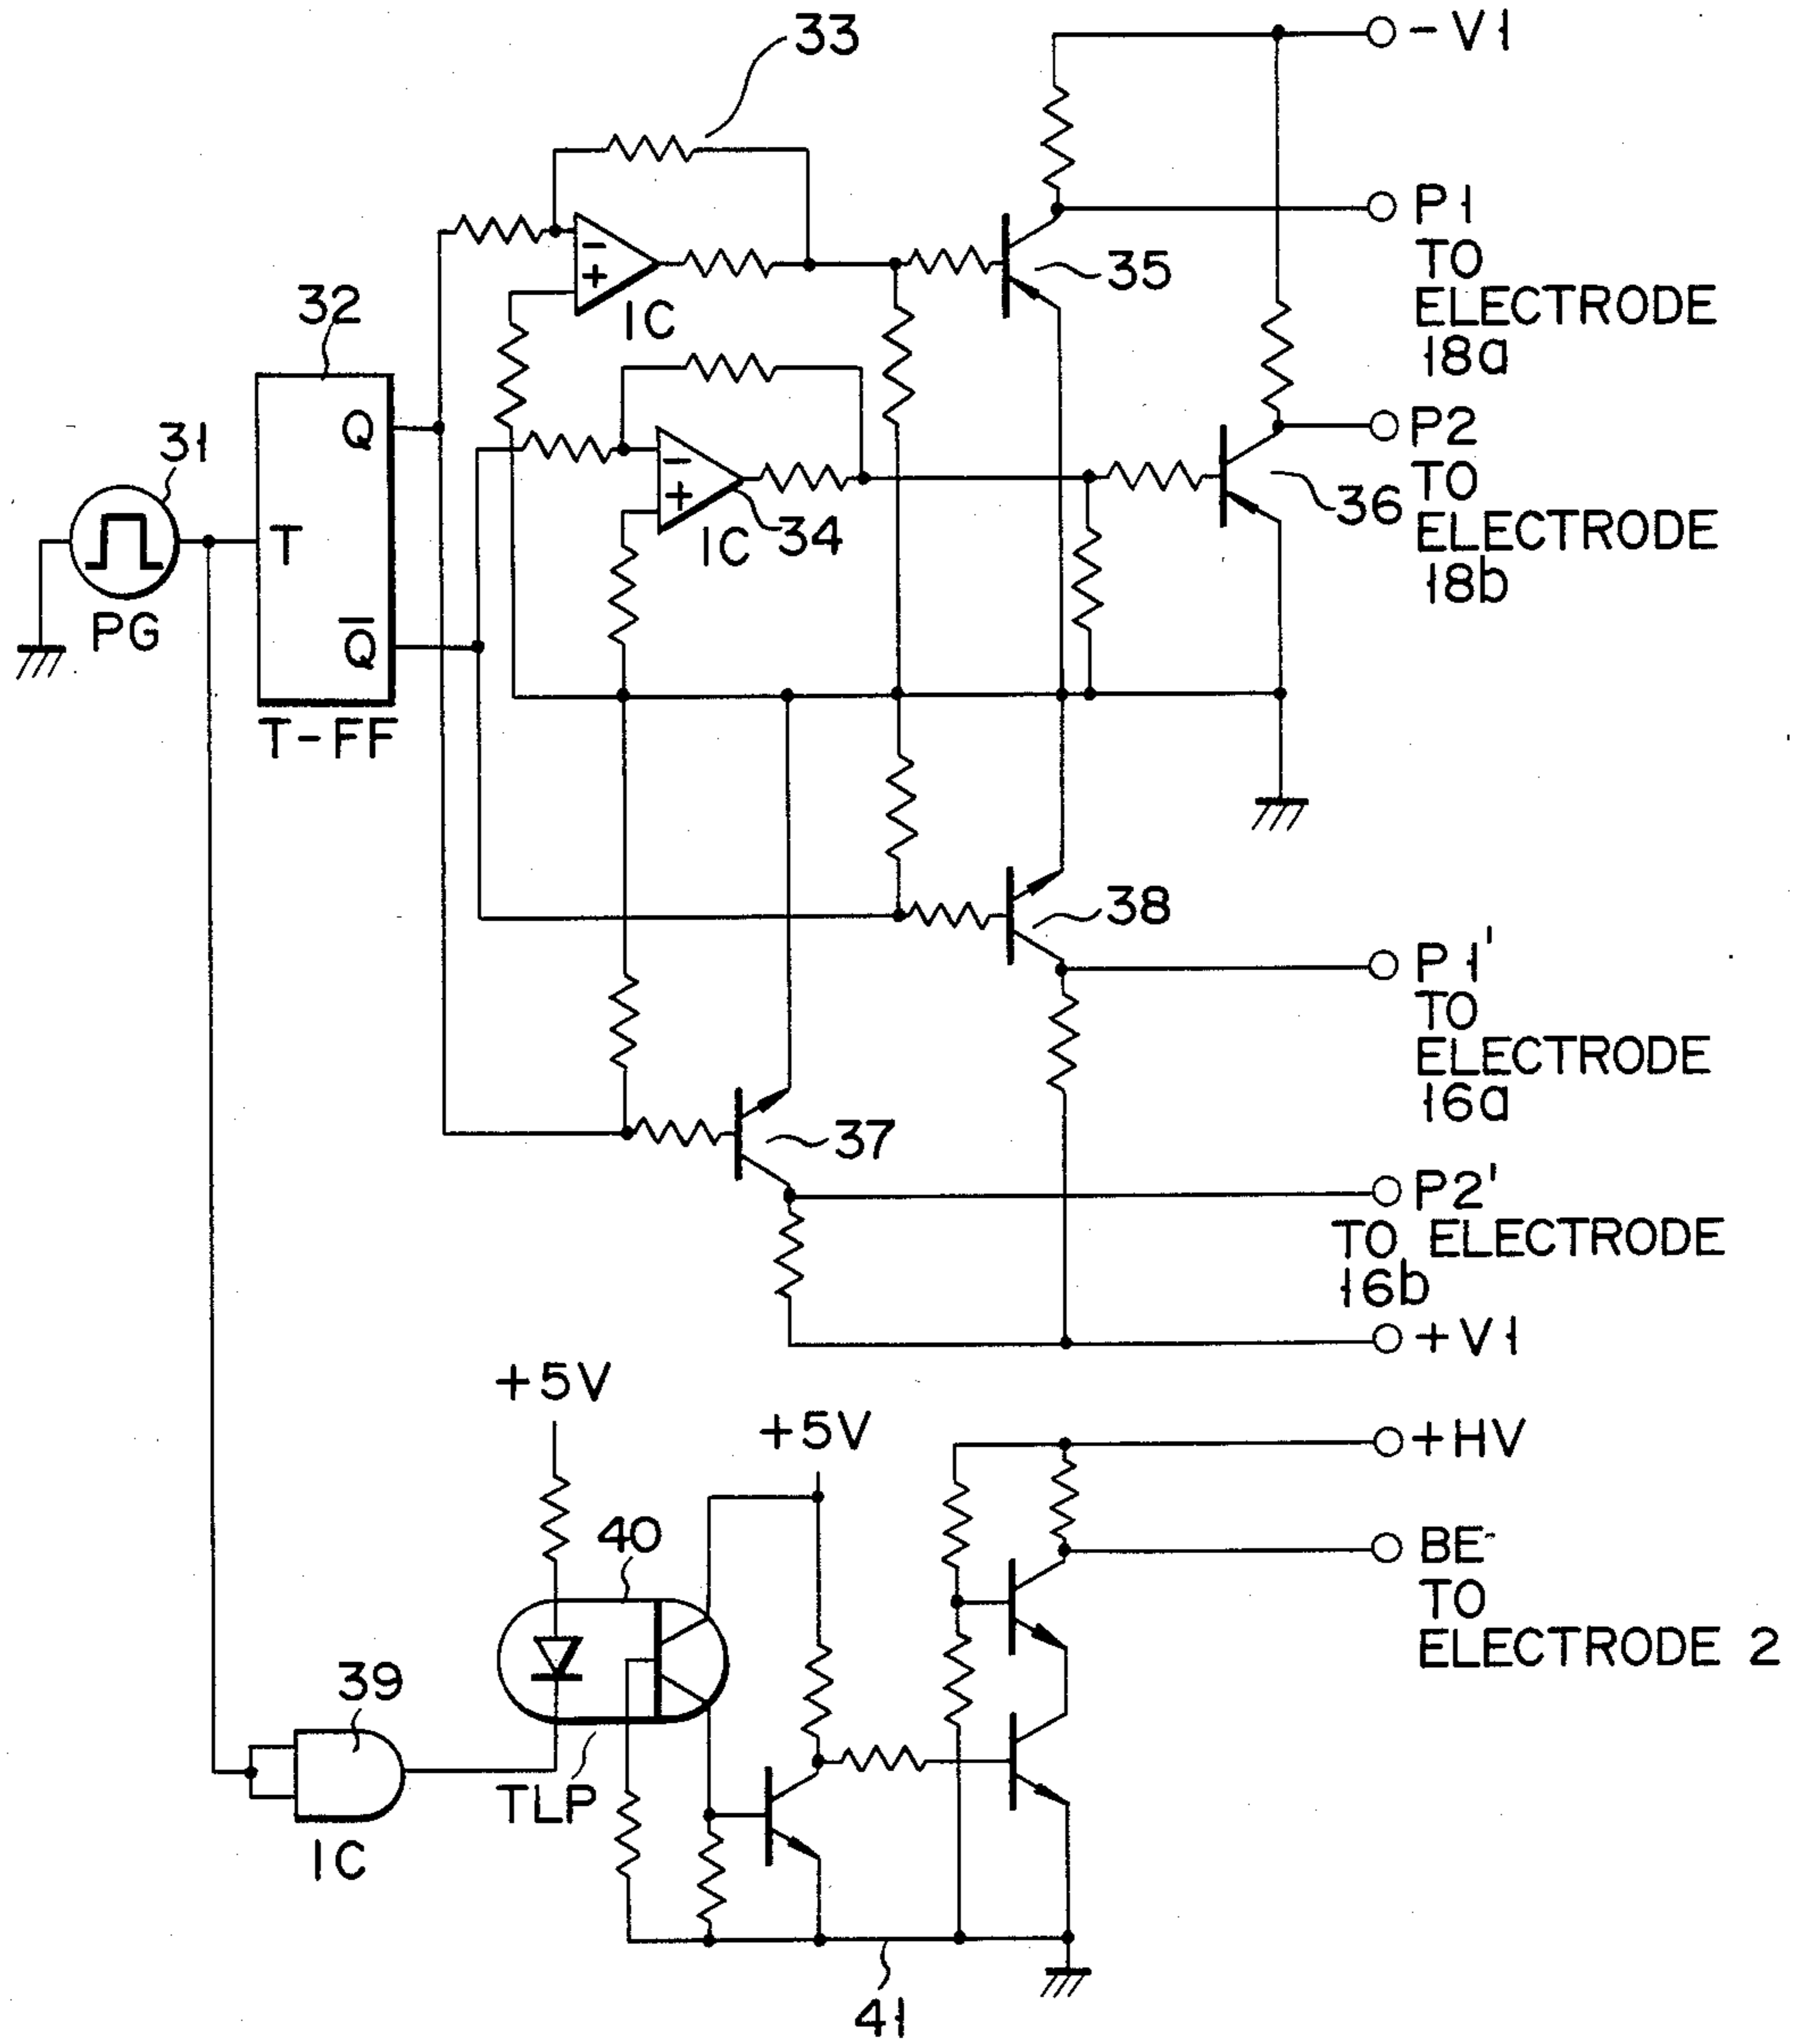 33
-V1
P1
TO
ELECTRODE
18a
35
IC
32
-
+
31
Q
T
Q̅
PG
T-FF
P2
TO
ELECTRODE
18b
36
-
+
IC 34
38
P1'
TO
ELECTRODE
16a
37
P2'
TO ELECTRODE
16b
+V1
+5V
+5V
+HV
40
BE
TO
ELECTRODE 2
39
TLP
IC
41